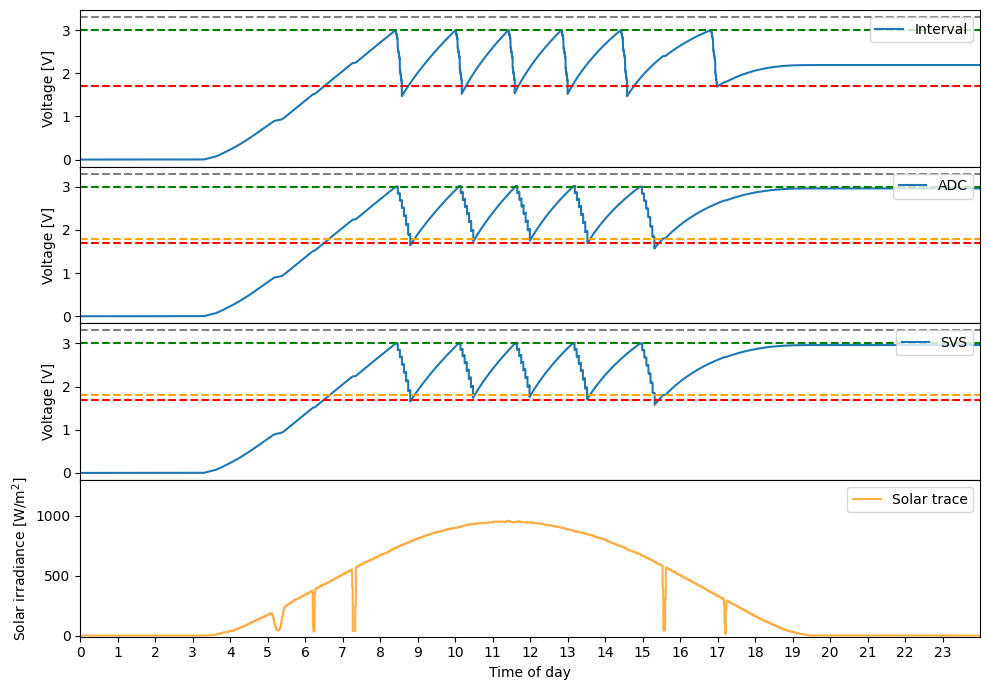 Voltage [V]
3
2
1
0
Interval
Voltage [V]
3
2
1
0
ADC
Voltage [V]
3
2
1
0
SVS
Solar irradiance [W/m²]
1000
500
0
Solar trace
0 1 2 3 4 5 6 7 8 9 10 11 12 13 14 15 16 17 18 19 20 21 22 23
Time of day